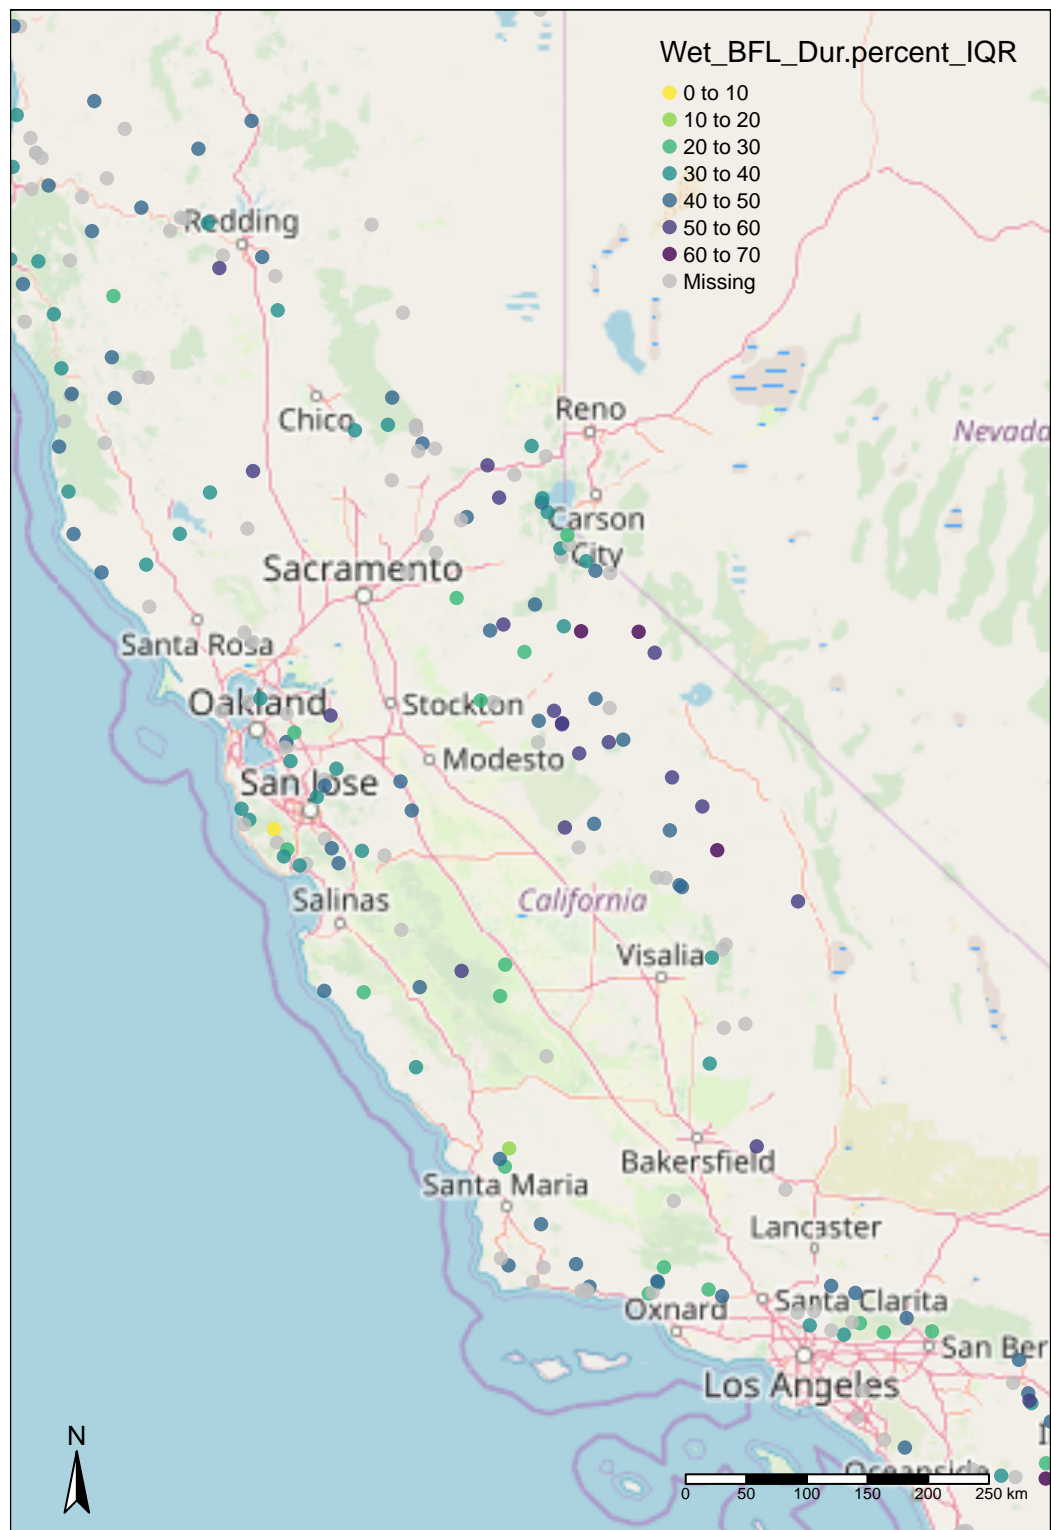 Wet_BFL_Dur.percent_IQR
0 to 10
10 to 20
20 to 30
30 to 40
40 to 50
50 to 60
60 to 70
Missing
Redding
Chico
Reno
Nevada
Carson
City
Sacramento
Santa Rosa
Oakland
Stockton
Modesto
San Jose
Salinas
California
Visalia
Bakersfield
Santa Maria
Lancaster
Santa Clarita
Oxnard
San Ber
Los Angeles
N
Oceanside
0 50 100 150 200 250 km